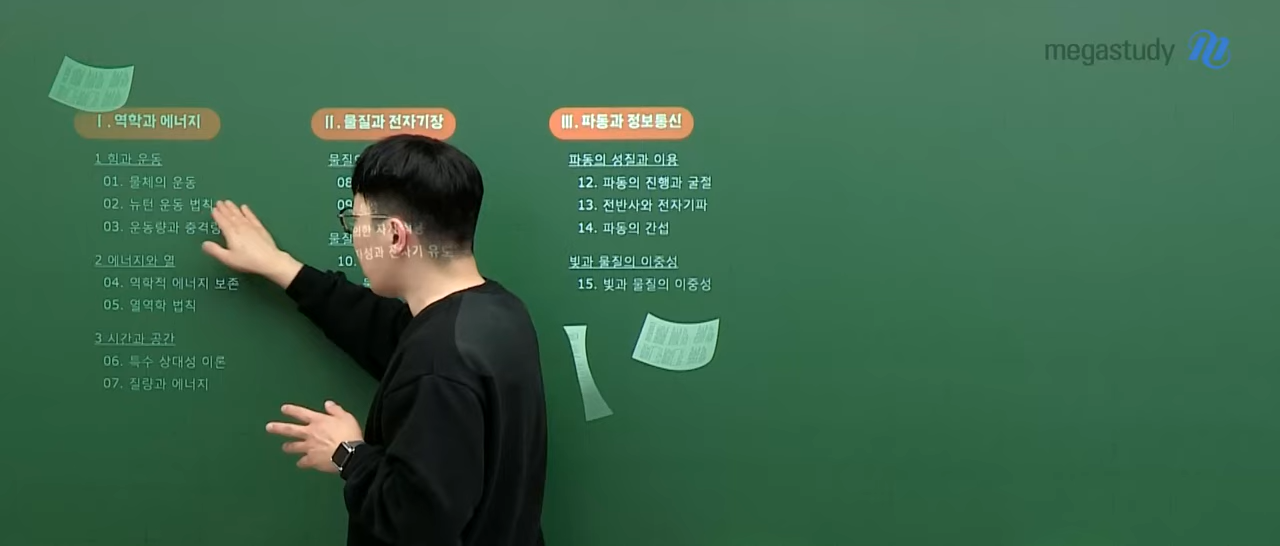 megastudy
Ⅰ. 역학과 에너지
1 힘과 운동
01. 물체의 운동
02. 뉴턴 운동 법칙
03. 운동량과 충격량
2 에너지와 열
04. 역학적 에너지 보존
05. 열역학 법칙
3 시간과 공간
06. 특수 상대성 이론
07. 질량과 에너지
Ⅱ. 물질과 전자기장
08
09
10.
유도
Ⅲ. 파동과 정보통신
파동의 성질과 이용
12. 파동의 진행과 굴절
13. 전반사와 전자기파
14. 파동의 간섭
빛과 물질의 이중성
15. 빛과 물질의 이중성